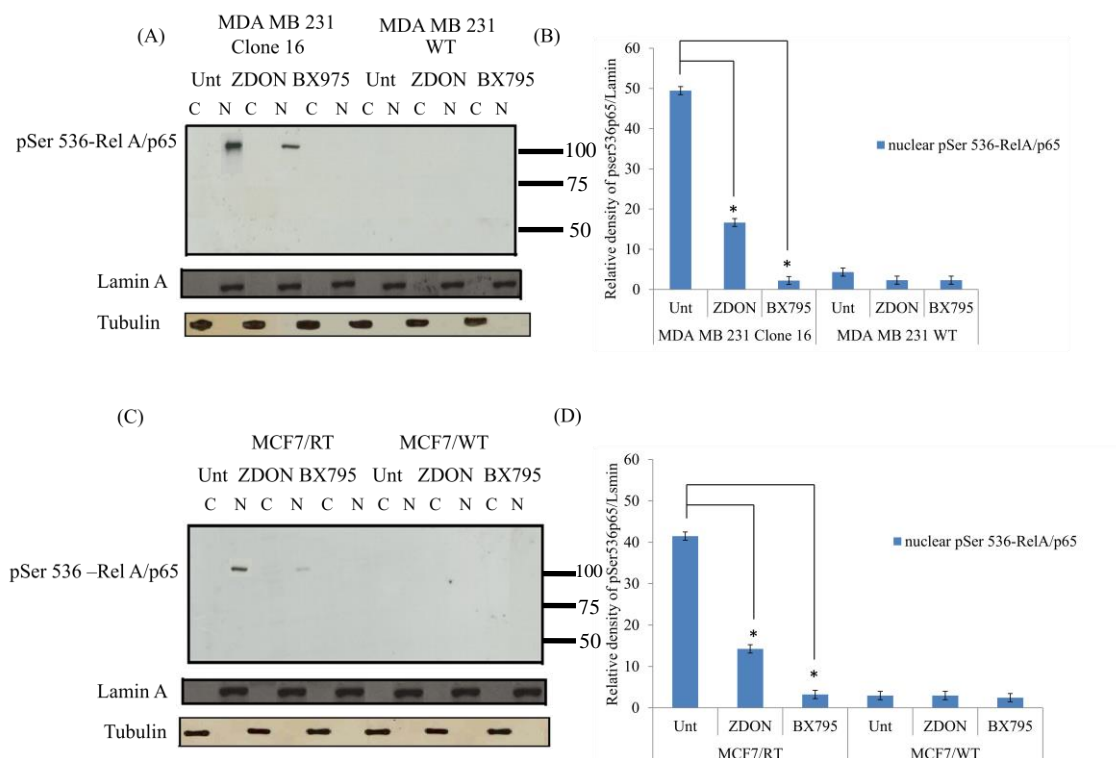 (A)
MDA MB 231
Clone 16
MDA MB 231
WT
Unt ZDON BX975 Unt ZDON BX795
C N C N C N C N C N C N
pSer 536-Rel A/p65
100
75
50
Lamin A
Tubulin
(B)
Relative density of pser536p65/Lamin
60
50
40
30
20
10
0
* *
nuclear pSer 536-RelA/p65
Unt ZDON BX795 Unt ZDON BX795
MDA MB 231 Clone 16 MDA MB 231 WT
(C)
MCF7/RT MCF7/WT
Unt ZDON BX795 Unt ZDON BX795
C N C N C N C N C N C N
pSer 536 –Rel A/p65
100
75
50
Lamin A
Tubulin
(D)
Relative density of pSer536p65/Lsmin
60
50
40
30
20
10
0
* *
nuclear pSer 536-RelA/p65
Unt ZDON BX795 Unt ZDON BX795
MCF7/RT MCF7/WT